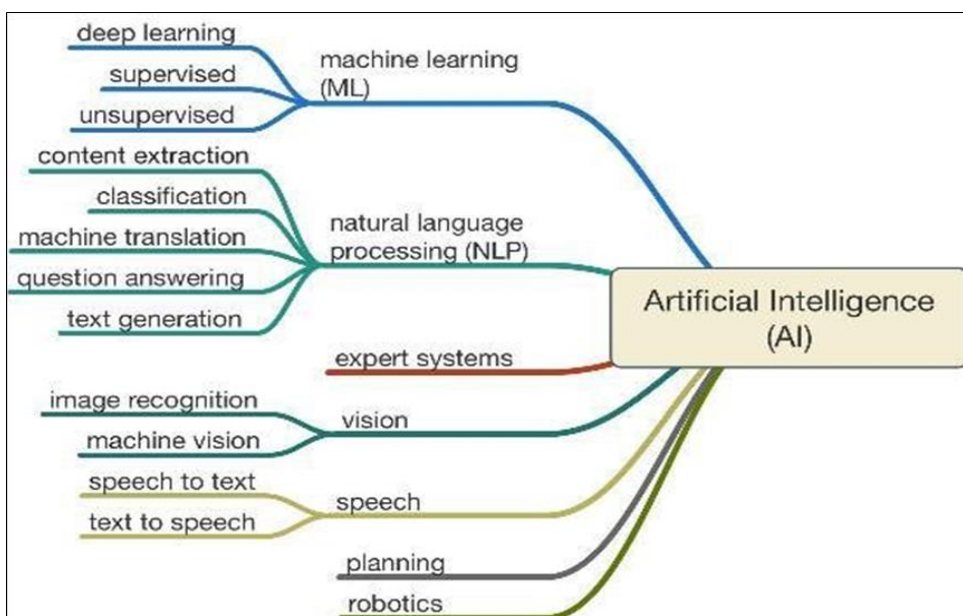 deep learning
supervised
unsupervised
machine learning
(ML)
content extraction
classification
machine translation
question answering
text generation
natural language
processing (NLP)
expert systems
image recognition
machine vision
vision
speech to text
text to speech
speech
planning
robotics
Artificial Intelligence
(AI)